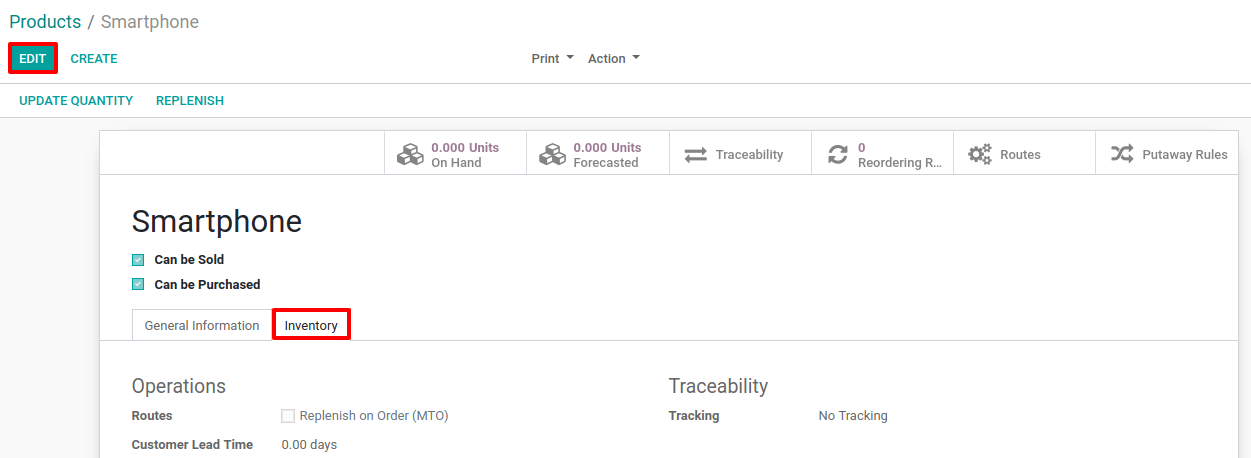 Products / Smartphone
EDIT CREATE Print Action
UPDATE QUANTITY REPLENISH
0.000 Units
On Hand
0.000 Units
Forecasted
Traceability
0
Reordering R...
Routes
Putaway Rules
Smartphone
Can be Sold
Can be Purchased
General Information Inventory
Operations Traceability
Routes Replenish on Order (MTO) Tracking No Tracking
Customer Lead Time 0.00 days